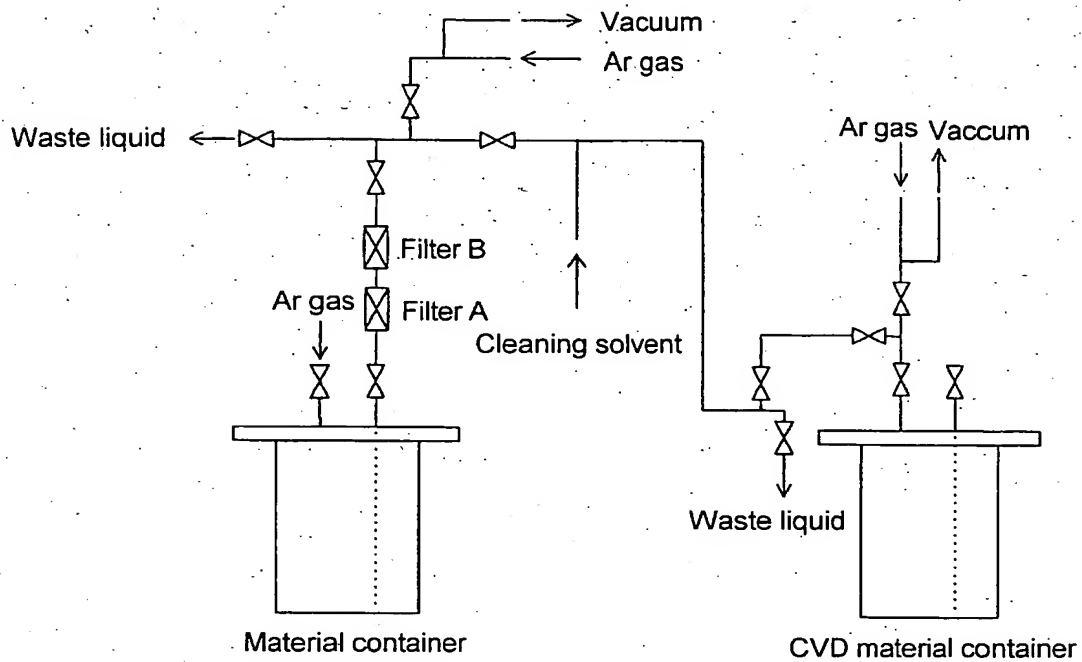 Vacuum
Ar gas
Waste liquid
Ar gas Vaccum
Filter B
Ar gas
Filter A
Cleaning solvent
Waste liquid
Material container
CVD material container